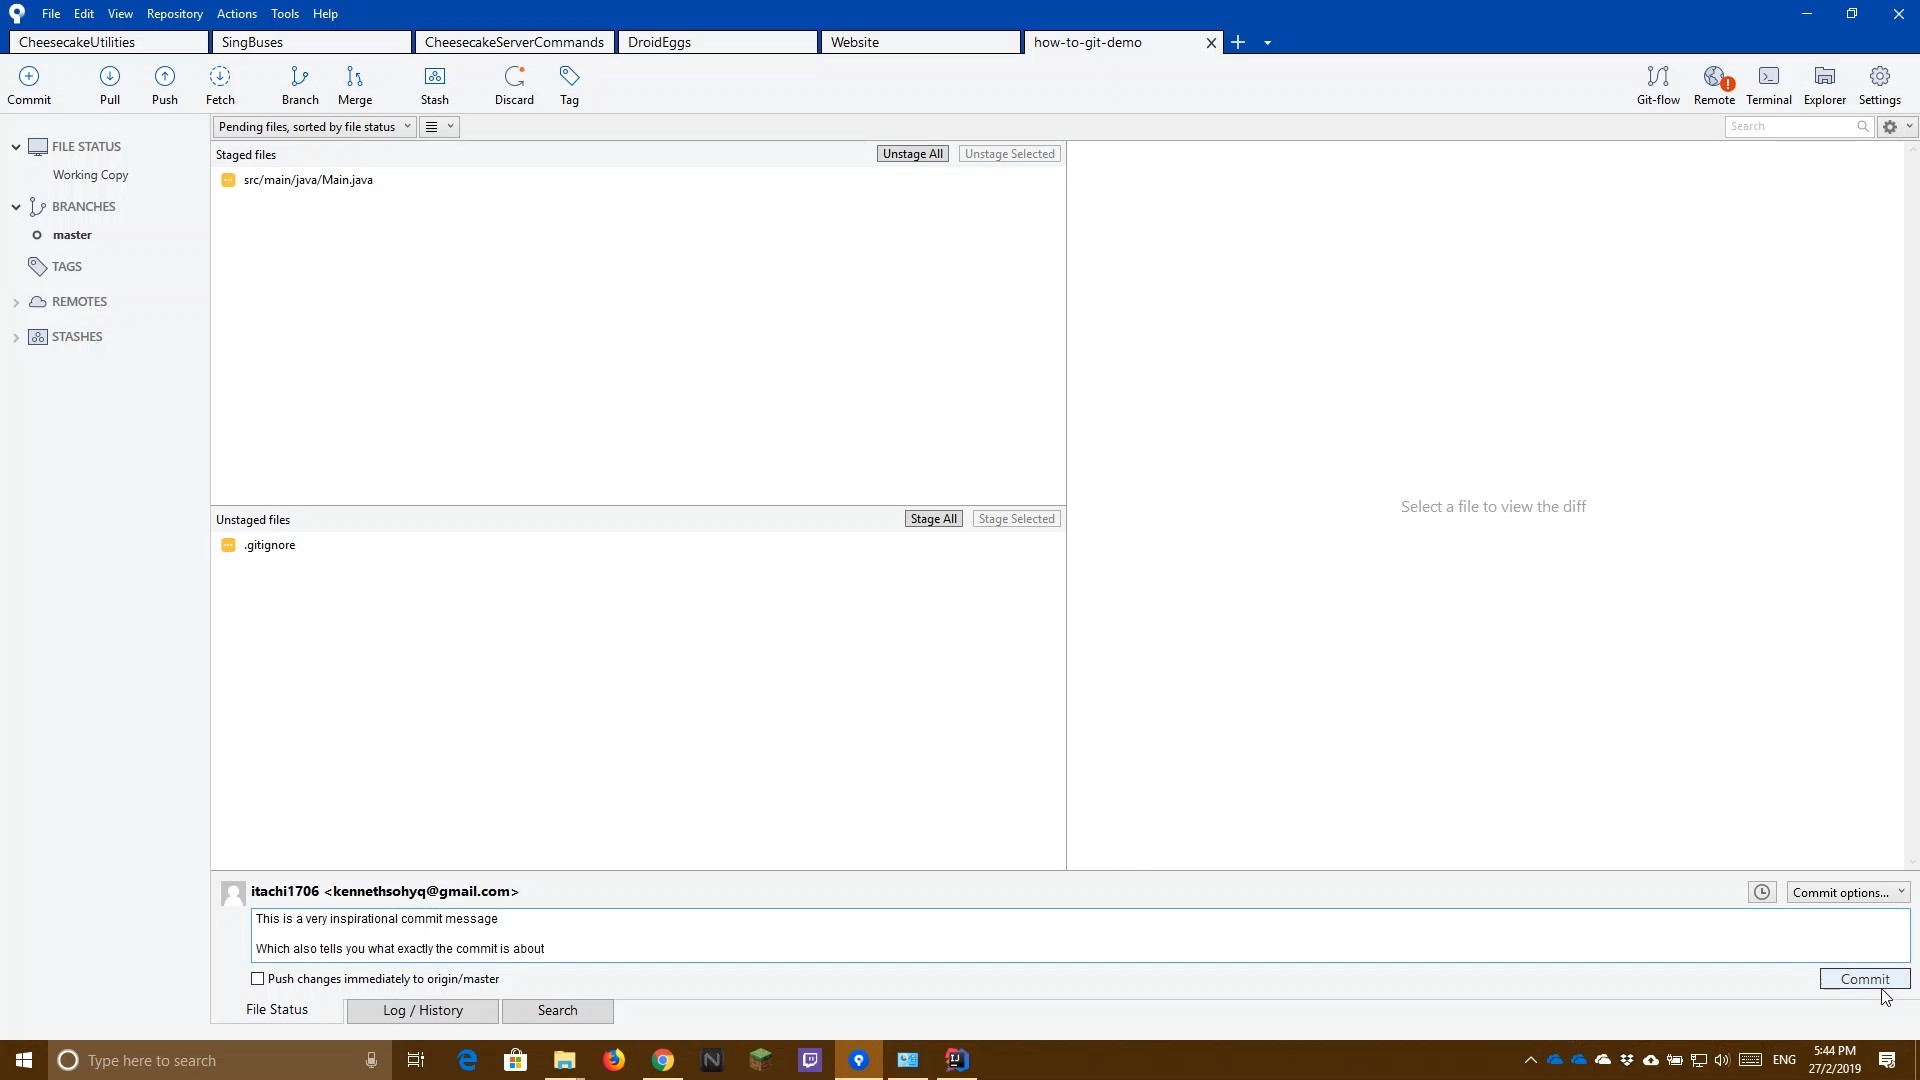 File Edit View Repository Actions Tools Help
CheesecakeUtilities SingBuses CheesecakeServerCommands DroidEggs Website how-to-git-demo
Commit Pull Push Fetch Branch Merge Stash Discard Tag Git-flow Remote Terminal Explorer Settings
Pending files, sorted by file status Search
FILE STATUS
Working Copy
BRANCHES
master
TAGS
REMOTES
STASHES
Staged files Unstage All Unstage Selected
src/main/java/Main.java
Unstaged files Stage All Stage Selected
.gitignore
Select a file to view the diff
itachi1706 <kennethsohyq@gmail.com> Commit options...
This is a very inspirational commit message
Which also tells you what exactly the commit is about
Push changes immediately to origin/master Commit
File Status Log / History Search
Type here to search ENG 5:44 PM
27/2/2019